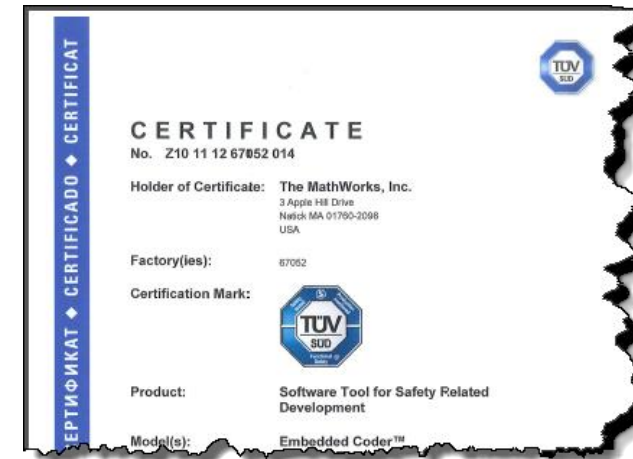 ЕРТИФИКАТ ◆ CERTIFICADO ◆ CERTIFICAT
TÜV
SÜD
CERTIFICATE
No. Z10 11 12 67052 014
Holder of Certificate: The MathWorks, Inc.
3 Apple Hill Drive
Natick MA 01760-2098
USA
Factory(ies): 67052
Certification Mark:
TÜV
SÜD
Functional
Safety
Product: Software Tool for Safety Related
Development
Model(s): Embedded Coder™